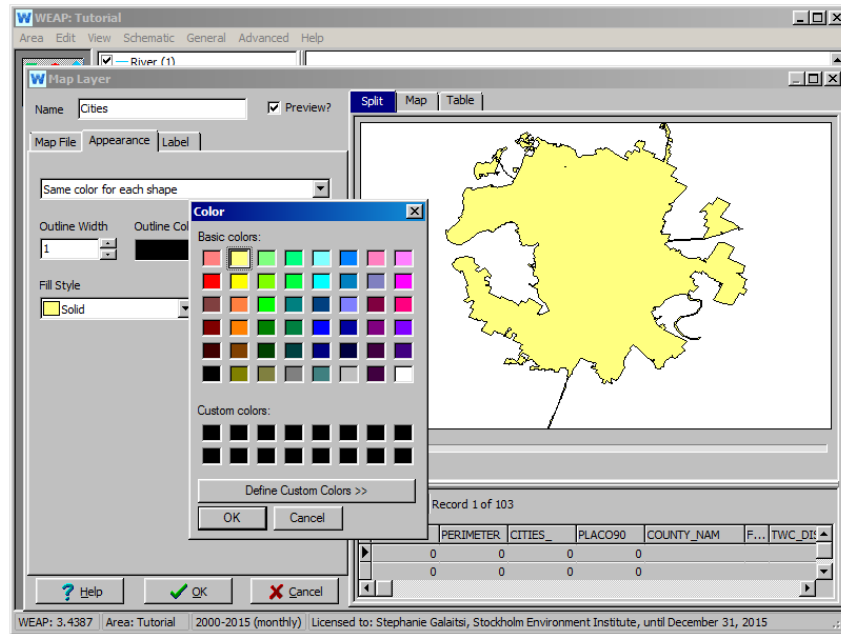 WEAP: Tutorial
Area Edit View Schematic General Advanced Help
River (1)
Map Layer
Name Cities Preview?
Split Map Table
Map File Appearance Label
Same color for each shape
Outline Width Outline Col
1
Fill Style
Solid
Color
Basic colors:
Custom colors:
Define Custom Colors >>
OK Cancel
Record 1 of 103
PERIMETER CITIES_ PLACO90 COUNTY_NAM F... TWC_DIS
0 0 0 0
0 0 0 0
Help OK Cancel
WEAP: 3.4387 Area: Tutorial 2000-2015 (monthly) Licensed to: Stephanie Galaitsi, Stockholm Environment Institute, until December 31, 2015